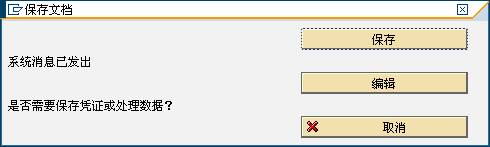 保存文档
保存
系统消息已发出
编辑
是否需要保存凭证或处理数据？
取消